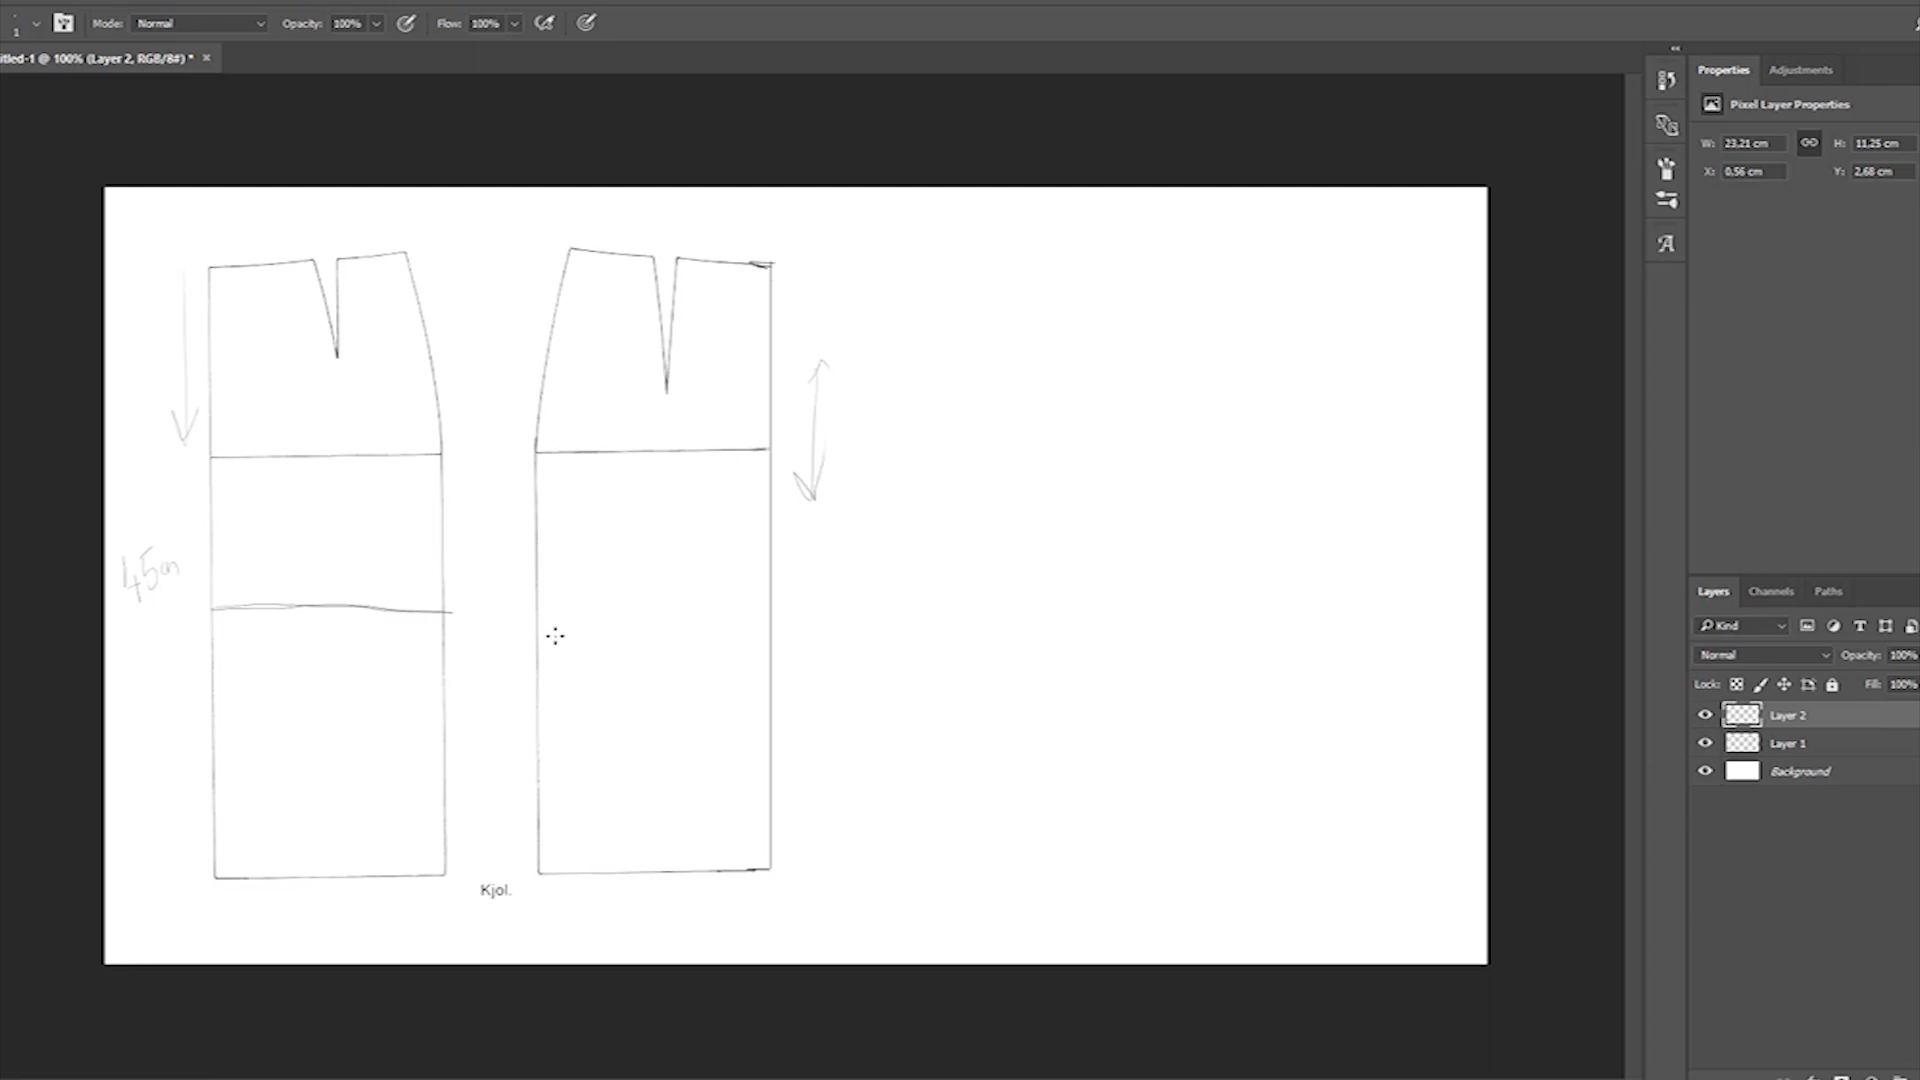 1 Mode: Normal Opacity: 100% Flow: 100%
itled-1 @ 100% (Layer 2, RGB/8#) * ×
Properties Adjustments
Pixel Layer Properties
W: 23,21 cm H: 11,25 cm
X: 0,56 cm Y: 2,68 cm
45cm
Kjol.
Layers Channels Paths
Kind
Normal Opacity: 100%
Lock: Fill: 100%
Layer 2
Layer 1
Background